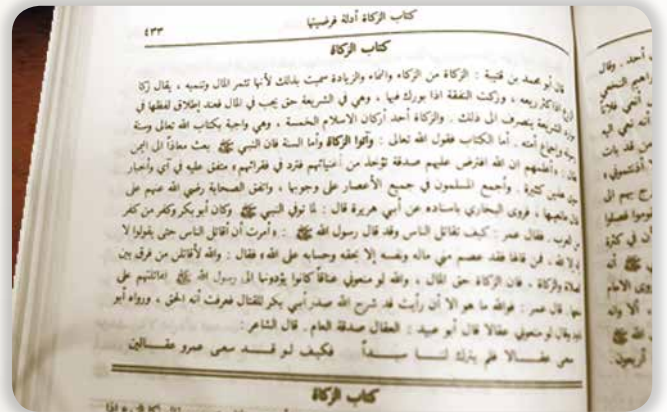 كتاب الزكاة أدلة فرضيتها
٤٣٣
كتاب الزكاة
قال أبو محمد بن قتيبة : الزكاة من الزكاء والنماء والزيادة سميت بذلك لأنها تثمر المال وتنميه ، يقال زكا
الزرع إذا كثر ريعه ، وزكت النفقة اذا بورك فيها ، وهي في الشريعة حق يجب في المال فعند إطلاق لفظها في
موارد الشريعة ينصرف الى ذلك . والزكاة أحد أركان الاسلام الخمسة ، وهي واجبة بكتاب الله تعالى وسنة
رسوله وإجماع أمته . أما الكتاب فقول الله تعالى : وآتوا الزكاة وأما السنة فان النبي ﷺ بعث معاذاً الى اليمن
فقال : « أعلمهم ان الله افترض عليهم صدقة تؤخذ من أغنيائهم فترد في فقرائهم » متفق عليه في آي وأخبار
سوى هذين كثيرة . وأجمع المسلمون في جميع الأعصار على وجوبها ، واتفق الصحابة رضي الله عنهم على
قتال مانعيها ، فروى البخاري باسناده عن أبي هريرة قال : لما توفي النبي ﷺ وكان أبو بكر وكفر من كفر
من العرب . فقال عمر : كيف تقاتل الناس وقد قال رسول الله ﷺ : « أمرت أن أقاتل الناس حتى يقولوا لا
إله إلا الله ، فمن قالها فقد عصم مني ماله ونفسه إلا بحقه وحسابه على الله » فقال : والله لأقاتلن من فرق بين
الصلاة والزكاة ، فان الزكاة حق المال ، والله لو منعوني عناقاً كانوا يؤدونها الى رسول الله ﷺ لقاتلتهم على
منعها. قال عمر : فوالله ما هو الا أن رأيت قد شرح الله صدر أبي بكر للقتال فعرفت أنه الحق ، ورواه أبو
داود وقال لو منعوني عقالا قال أبو عبيد : العقال صدقة العام . قال الشاعر :
سعى عقالا فلم يترك لنا سبداً فكيف لو قد سعى عمرو عقالين
كتاب الزكاة